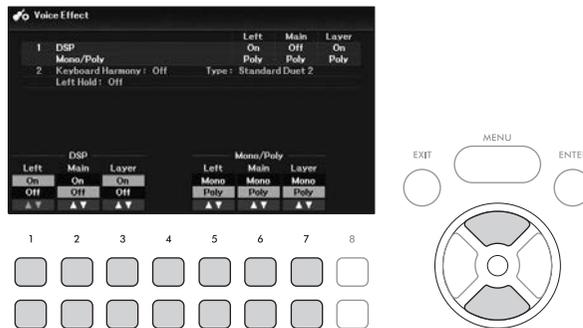 Voice Effect
Left Main Layer
1 DSP On Off On
Mono/Poly Poly Poly Poly
2 Keyboard Harmony: Off Type: Standard Duet 2
Left Hold: Off
DSP Mono/Poly
Left Main Layer Left Main Layer
On On On Mono Mono Mono
Off Off Off Poly Poly Poly
▲▼ ▲▼ ▲▼ ▲▼ ▲▼ ▲▼
1 2 3 4 5 6 7 8
EXIT MENU ENTE